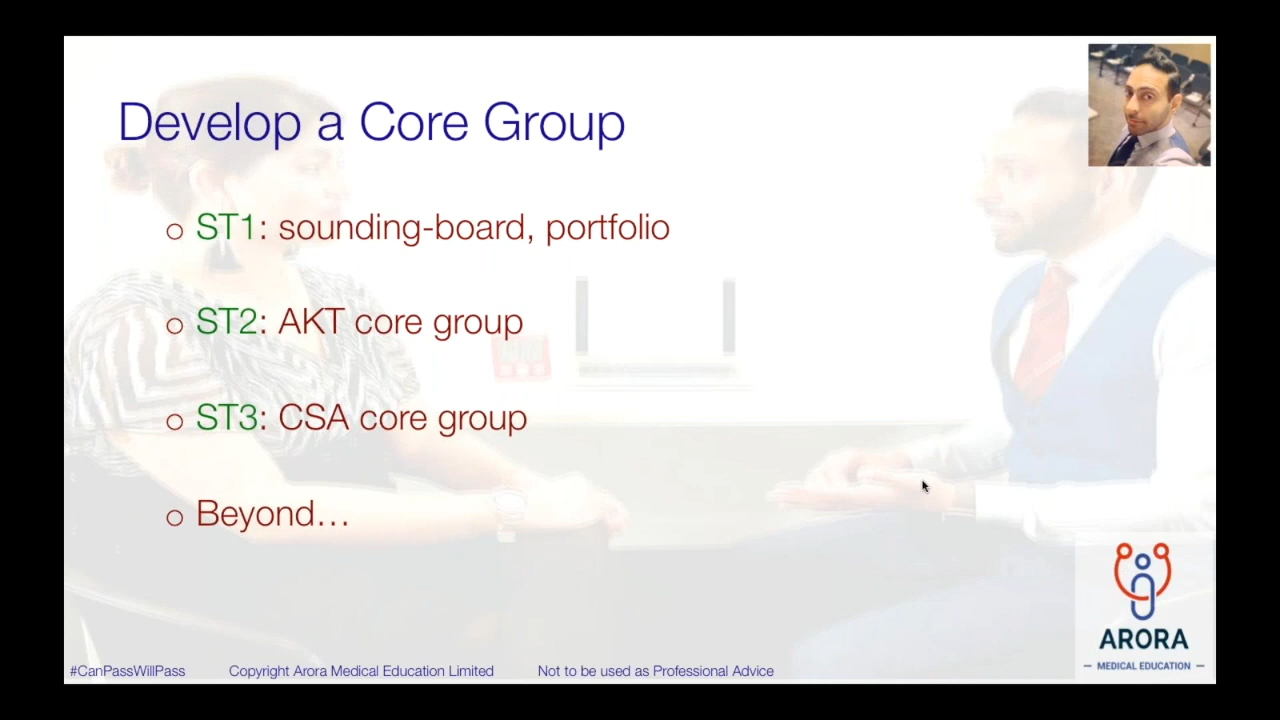 Develop a Core Group
ST1: sounding-board, portfolio
ST2: AKT core group
ST3: CSA core group
Beyond...
ARORA
MEDICAL EDUCATION
#CanPassWillPass Copyright Arora Medical Education Limited Not to be used as Professional Advice